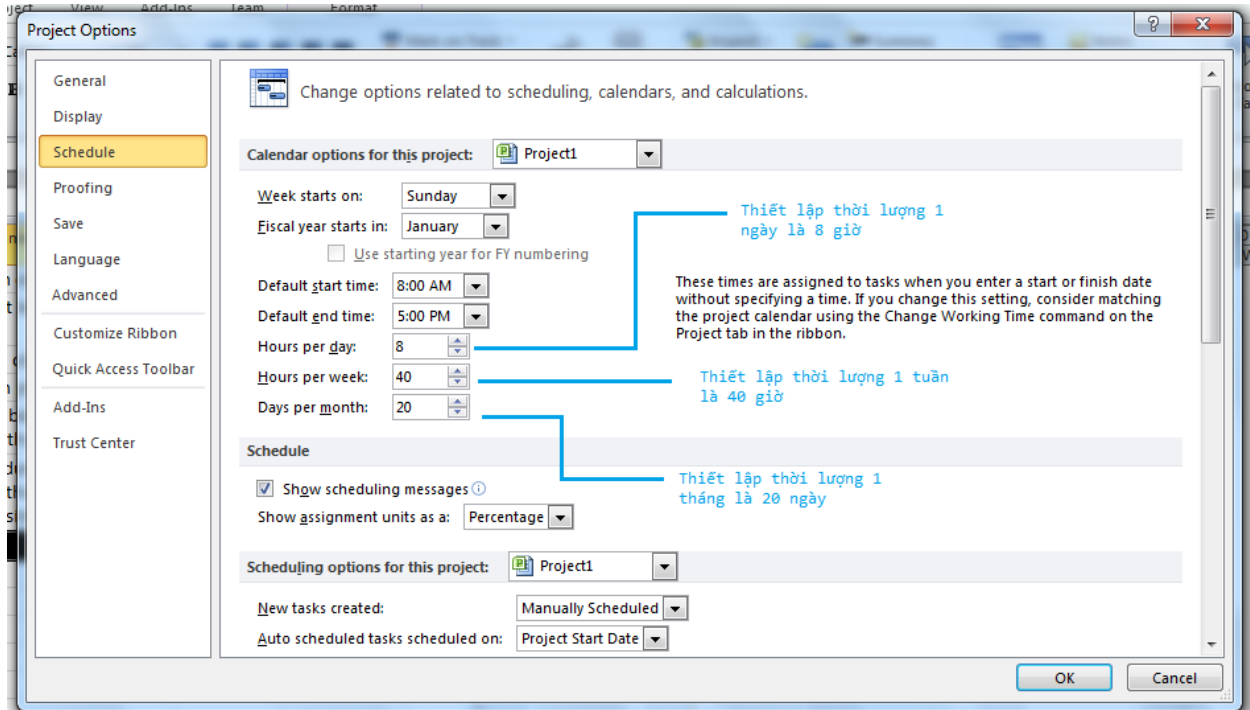 View Add-Ins Team Format
Project Options
General
Display
Schedule
Proofing
Save
Language
Advanced
Customize Ribbon
Quick Access Toolbar
Add-Ins
Trust Center
Change options related to scheduling, calendars, and calculations.
Calendar options for this project: Project1
Week starts on: Sunday
Fiscal year starts in: January
Use starting year for FY numbering
Default start time: 8:00 AM
Default end time: 5:00 PM
Hours per day: 8
Hours per week: 40
Days per month: 20
Thiết lập thời lượng 1
ngày là 8 giờ
These times are assigned to tasks when you enter a start or finish date
without specifying a time. If you change this setting, consider matching
the project calendar using the Change Working Time command on the
Project tab in the ribbon.
Thiết lập thời lượng 1 tuần
là 40 giờ
Thiết lập thời lượng 1
tháng là 20 ngày
Schedule
Show scheduling messages
Show assignment units as a: Percentage
Scheduling options for this project: Project1
New tasks created: Manually Scheduled
Auto scheduled tasks scheduled on: Project Start Date
OK Cancel